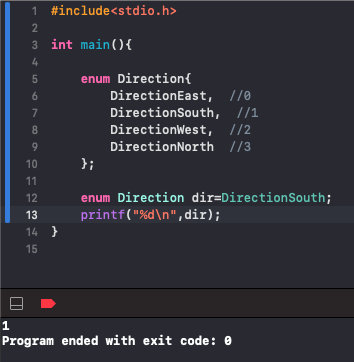 1 #include<stdio.h>
2
3 int main(){
4
5     enum Direction{
6         DirectionEast,  //0
7         DirectionSouth,  //1
8         DirectionWest,  //2
9         DirectionNorth  //3
10     };
11
12     enum Direction dir=DirectionSouth;
13     printf("%d\n",dir);
14 }
15
1
Program ended with exit code: 0